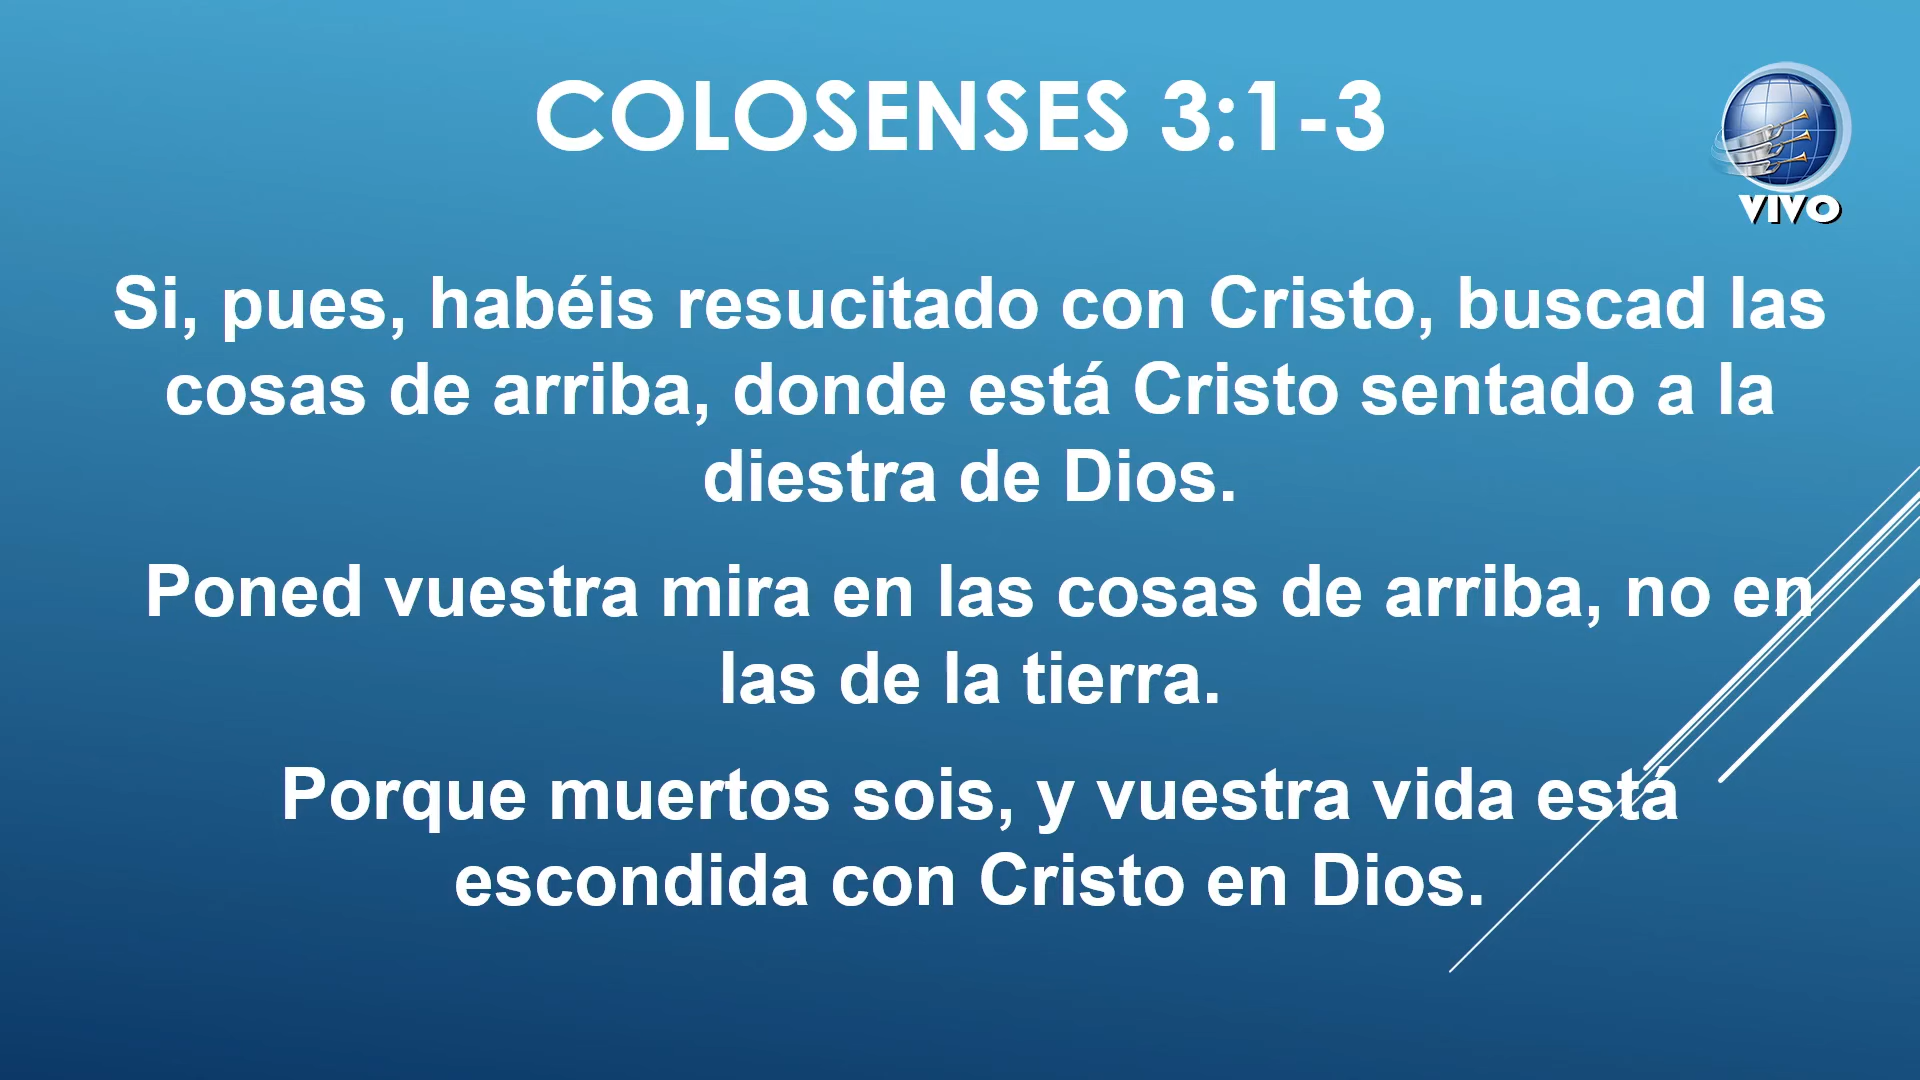 COLOSENSES 3:1-3
VIVO
Si, pues, habéis resucitado con Cristo, buscad las
cosas de arriba, donde está Cristo sentado a la
diestra de Dios.
Poned vuestra mira en las cosas de arriba, no en
las de la tierra.
Porque muertos sois, y vuestra vida está
escondida con Cristo en Dios.